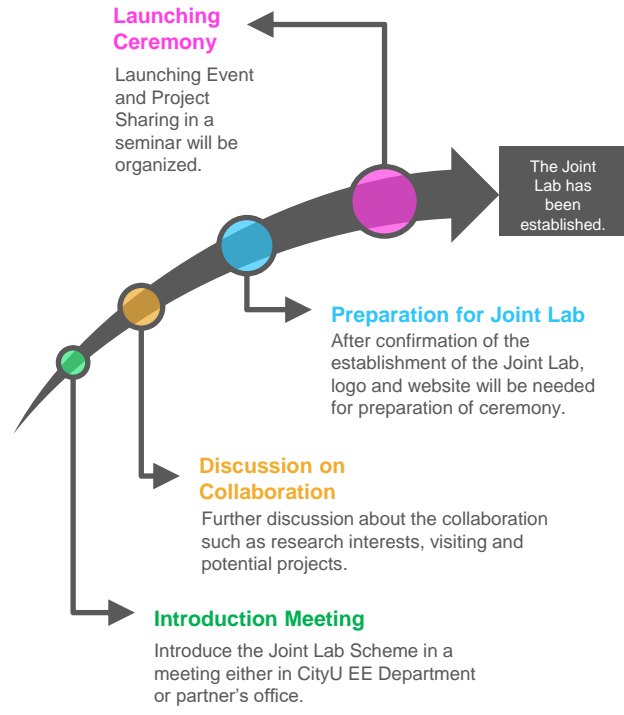 Launching
Ceremony
Launching Event
and Project
Sharing in a
seminar will be
organized.
The Joint
Lab has
been
established.
Preparation for Joint Lab
After confirmation of the
establishment of the Joint Lab,
logo and website will be needed
for preparation of ceremony.
Discussion on
Collaboration
Further discussion about the collaboration
such as research interests, visiting and
potential projects.
Introduction Meeting
Introduce the Joint Lab Scheme in a
meeting either in CityU EE Department
or partner's office.